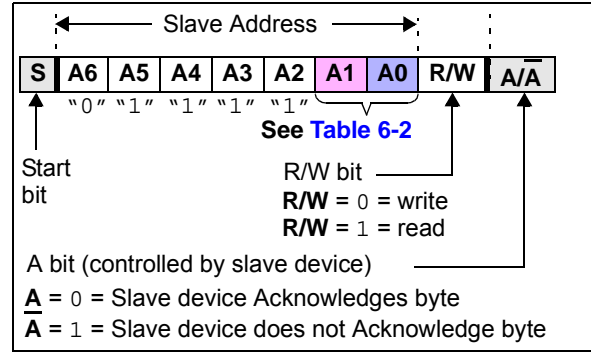 Slave Address
S A6 A5 A4 A3 A2 A1 A0 R/W A/A̅
“0” “1” “1” “1” “1”
See Table 6-2
Start
bit
R/W bit
R/W = 0 = write
R/W = 1 = read
A bit (controlled by slave device)
A = 0 = Slave device Acknowledges byte
A̅ = 1 = Slave device does not Acknowledge byte